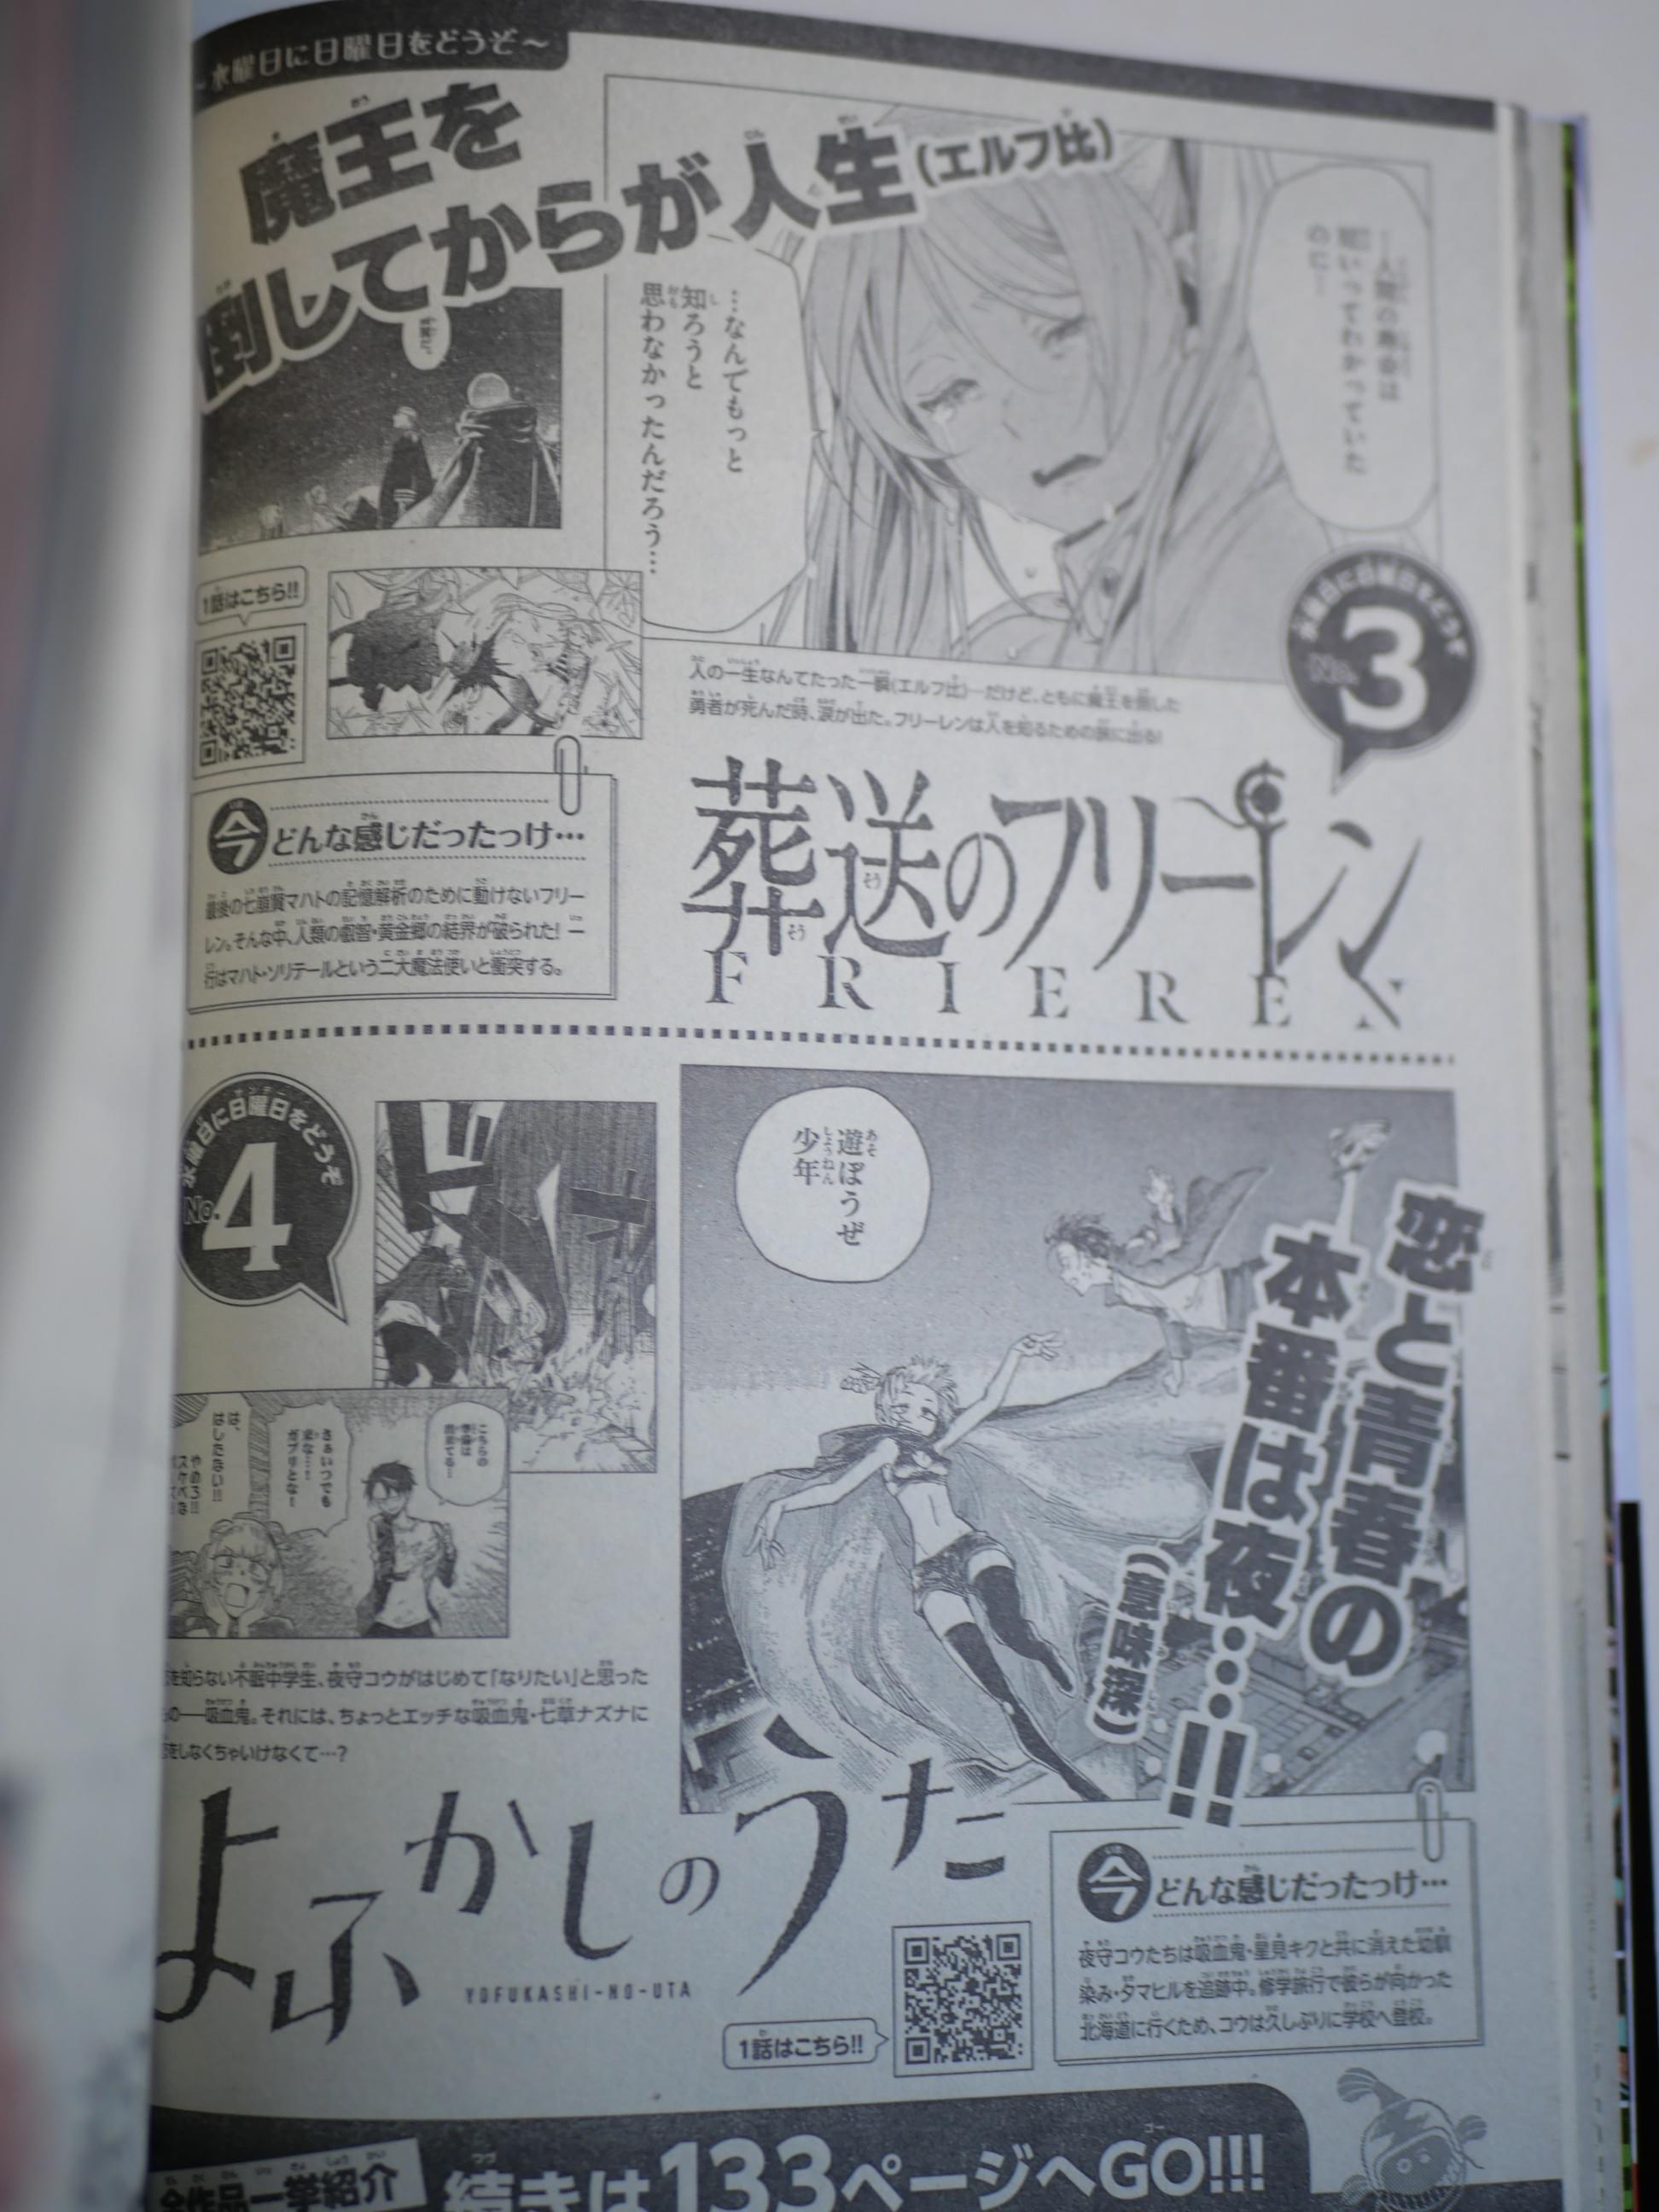 ～水曜日に日曜日をどうぞ～
魔王を
倒してからが人生(エルフ比)
…人間の寿命は
短いってわかっていた
のに…
…なんでもっと
知ろうと
思わなかったんだろう…
1話はこちら!!
水曜日に日曜日をどうぞ
No.3
人の一生なんてたった一瞬(エルフ比)―だけど、ともに魔王を倒した
勇者が死んだ時、涙が出た。フリーレンは人を知るための旅に出る!
葬送のフリーレン
FRIEREN
今どんな感じだったっけ…
最後の七崩賢マハトの記憶解析のために動けないフリー
レン。そんな中、人類の叡智・黄金郷の結界が破られた! 一
行はマハト・ソリテールという二大魔法使いと衝突する。
水曜日に日曜日をどうぞ
No.4
遊ぼうぜ
少年
恋と青春の
本番は夜…!!
(意味深)
こちらの
準備は
出来てる…
さぁいつでも
来な…!
ガブリとな!
は、
はしたない!!
やめろ!!
を知らない不眠中学生、夜守コウがはじめて「なりたい」と思った
の――吸血鬼。それには、ちょっとエッチな吸血鬼・七草ナズナに
をしなくちゃいけなくて…?
よふかしのうた
YOFUKASHI-NO-UTA
1話はこちら!!
今どんな感じだったっけ…
夜守コウたちは吸血鬼・星見キクと共に消えた幼馴
染み・夕マヒルを追跡中。修学旅行で彼らが向かった
北海道に行くため、コウは久しぶりに学校へ登校。
全作品一挙紹介
続きは133ページへGO!!!